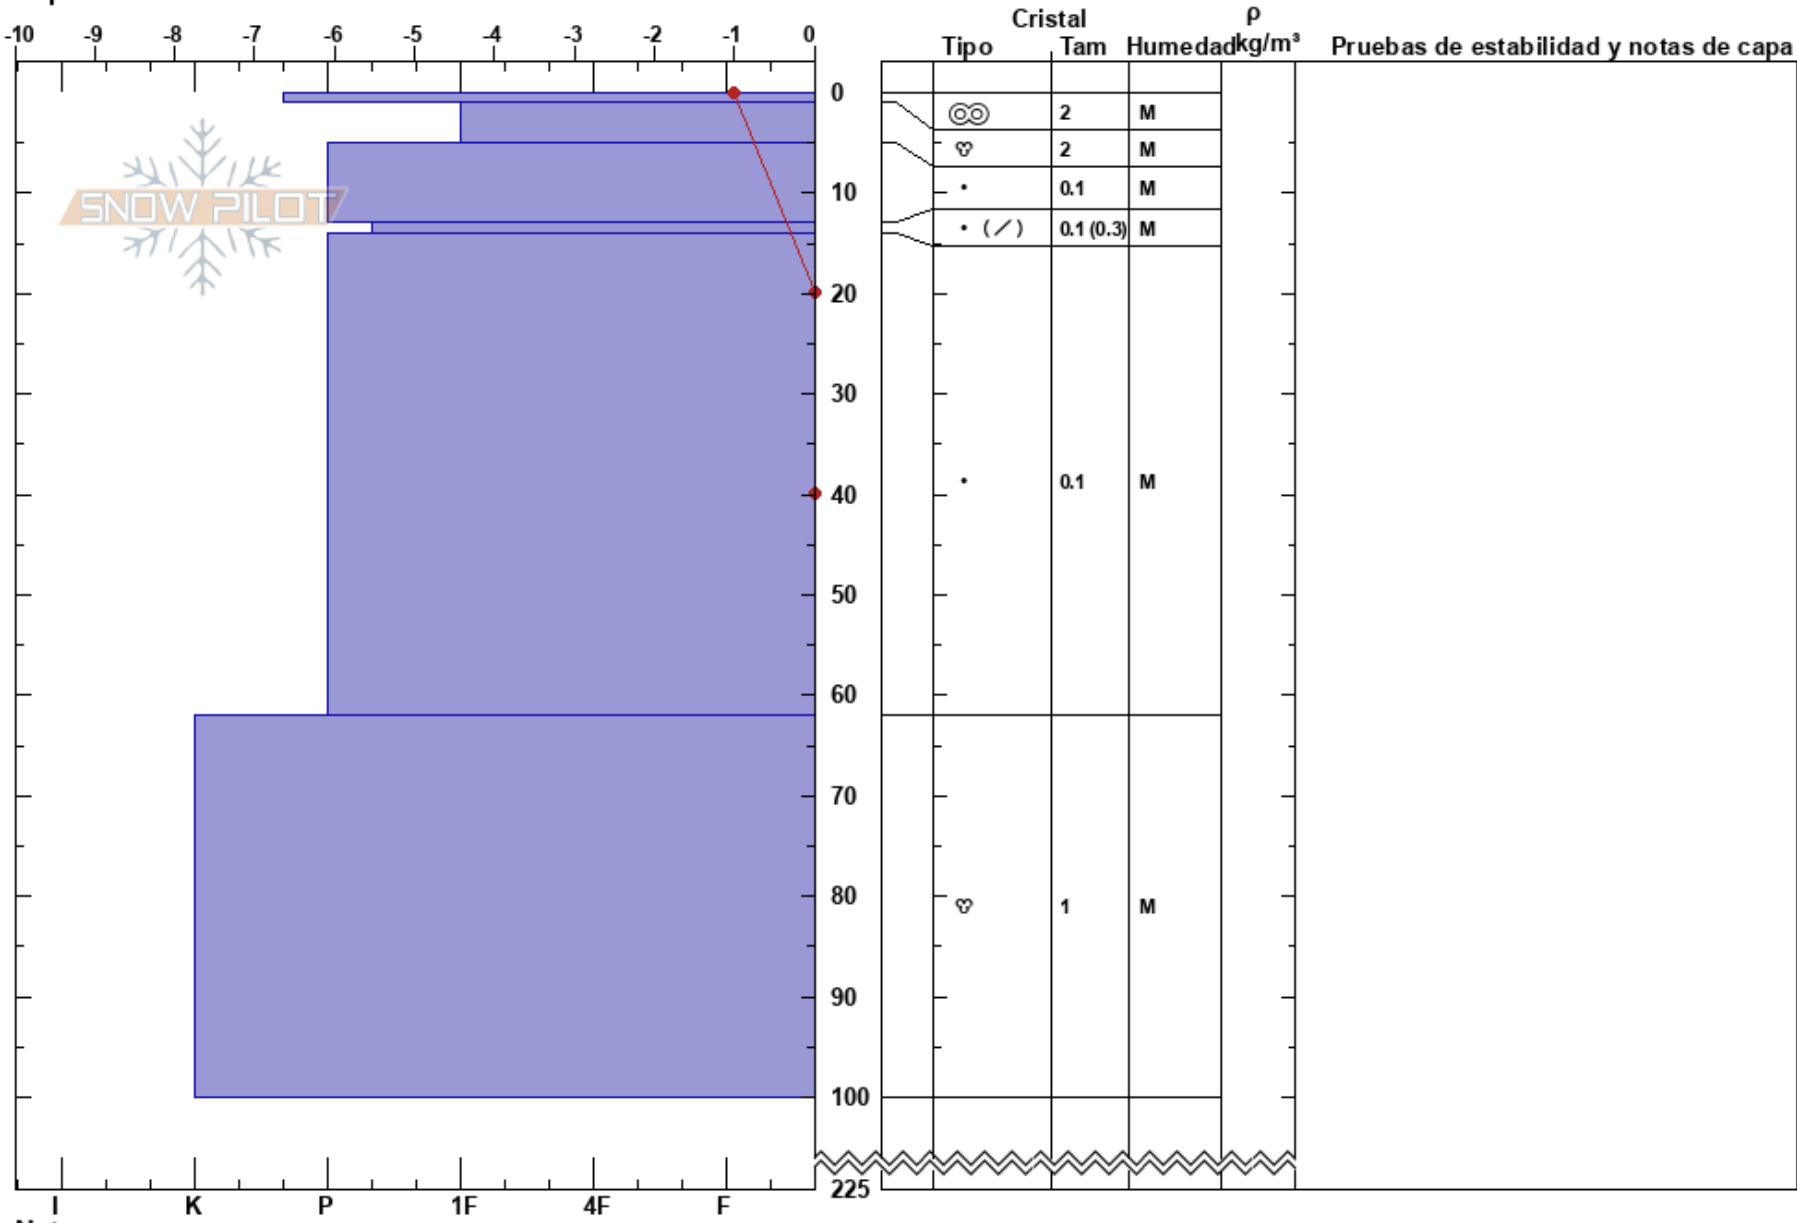 Cristal ρ
-10 -9 -8 -7 -6 -5 -4 -3 -2 -1 0 Tipo Tam Humedad kg/m³ Pruebas de estabilidad y notas de capa
0
2 M
2 M
SNOW PILOT 10 0.1 M
(/) 0.1 (0.3) M
20
30
40 0.1 M
50
60
70
80 1 M
90
100
225
I K P 1F 4F F